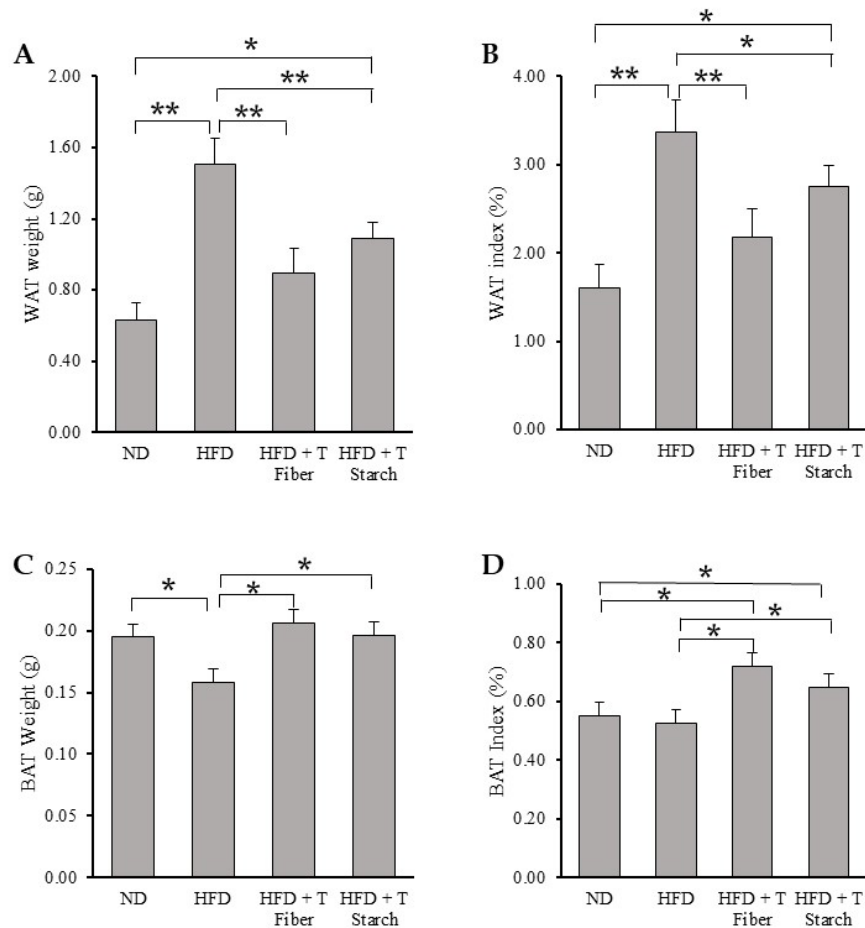 A
*
**
** **
WAT weight (g)
2.00
1.60
1.20
0.80
0.40
0.00
ND HFD HFD + T HFD + T
Fiber Starch
B
*
*
** **
WAT index (%)
4.00
3.00
2.00
1.00
0.00
ND HFD HFD + T HFD + T
Fiber Starch
C
*
* *
BAT Weight (g)
0.25
0.20
0.15
0.10
0.05
0.00
ND HFD HFD + T HFD + T
Fiber Starch
D
*
* *
*
BAT Index (%)
1.00
0.80
0.60
0.40
0.20
0.00
ND HFD HFD + T HFD + T
Fiber Starch